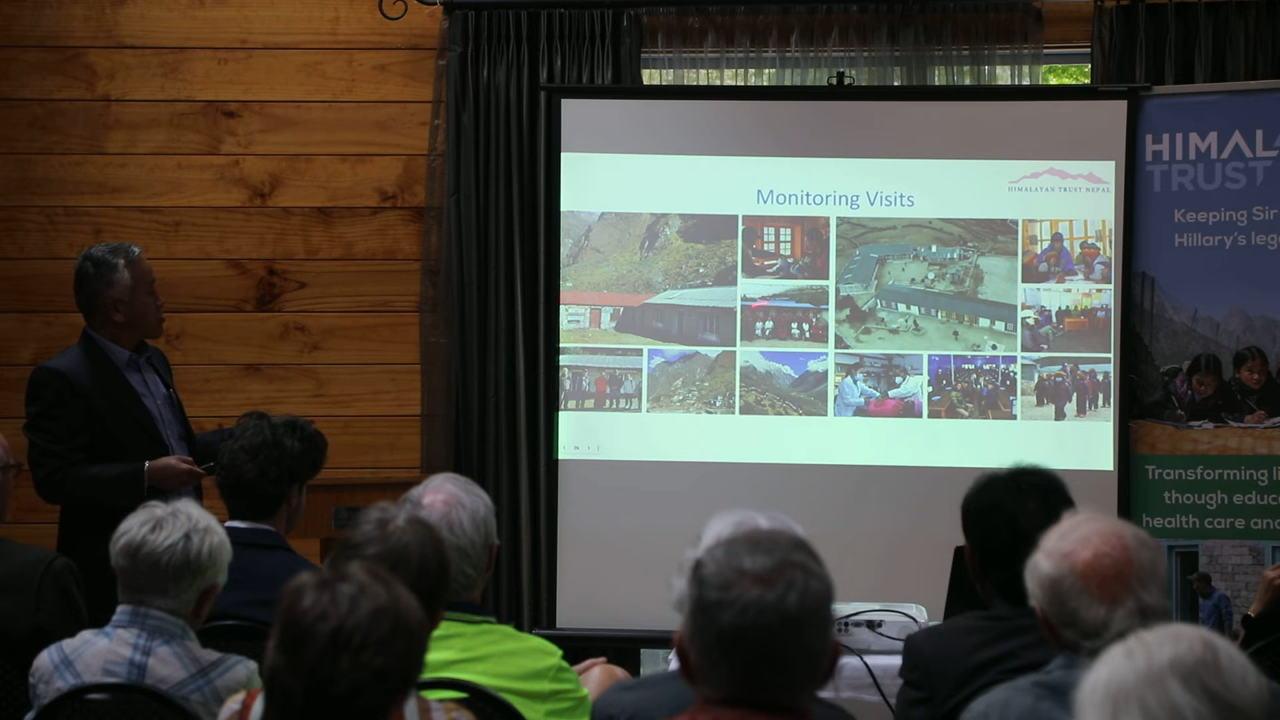 Monitoring Visits
HIMALAYAN TRUST NEPAL
HIMAL
TRUST
Keeping Sir
Hillary's leg
Transforming li
though educ
health care and